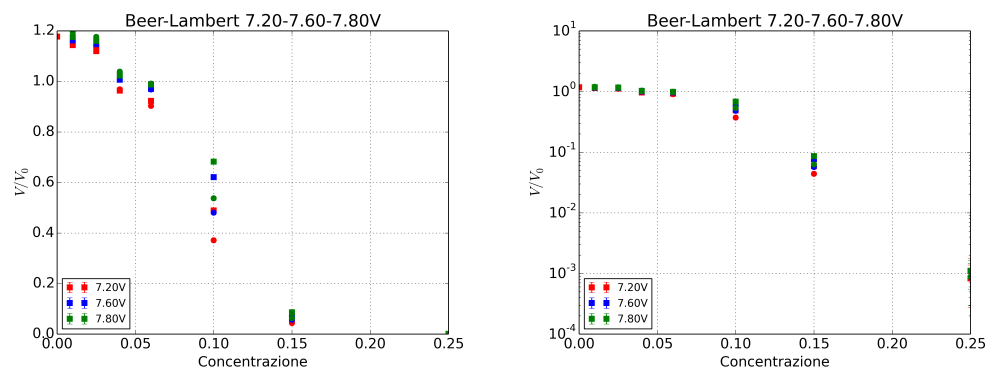 Beer-Lambert 7.20-7.60-7.80V
1.2
1.0
0.8
0.6
0.4
0.2
0.0
V/V₀
7.20V
7.60V
7.80V
0.00 0.05 0.10 0.15 0.20 0.25
Concentrazione
Beer-Lambert 7.20-7.60-7.80V
10¹
10⁰
10⁻¹
10⁻²
10⁻³
10⁻⁴
V/V₀
7.20V
7.60V
7.80V
0.00 0.05 0.10 0.15 0.20 0.25
Concentrazione